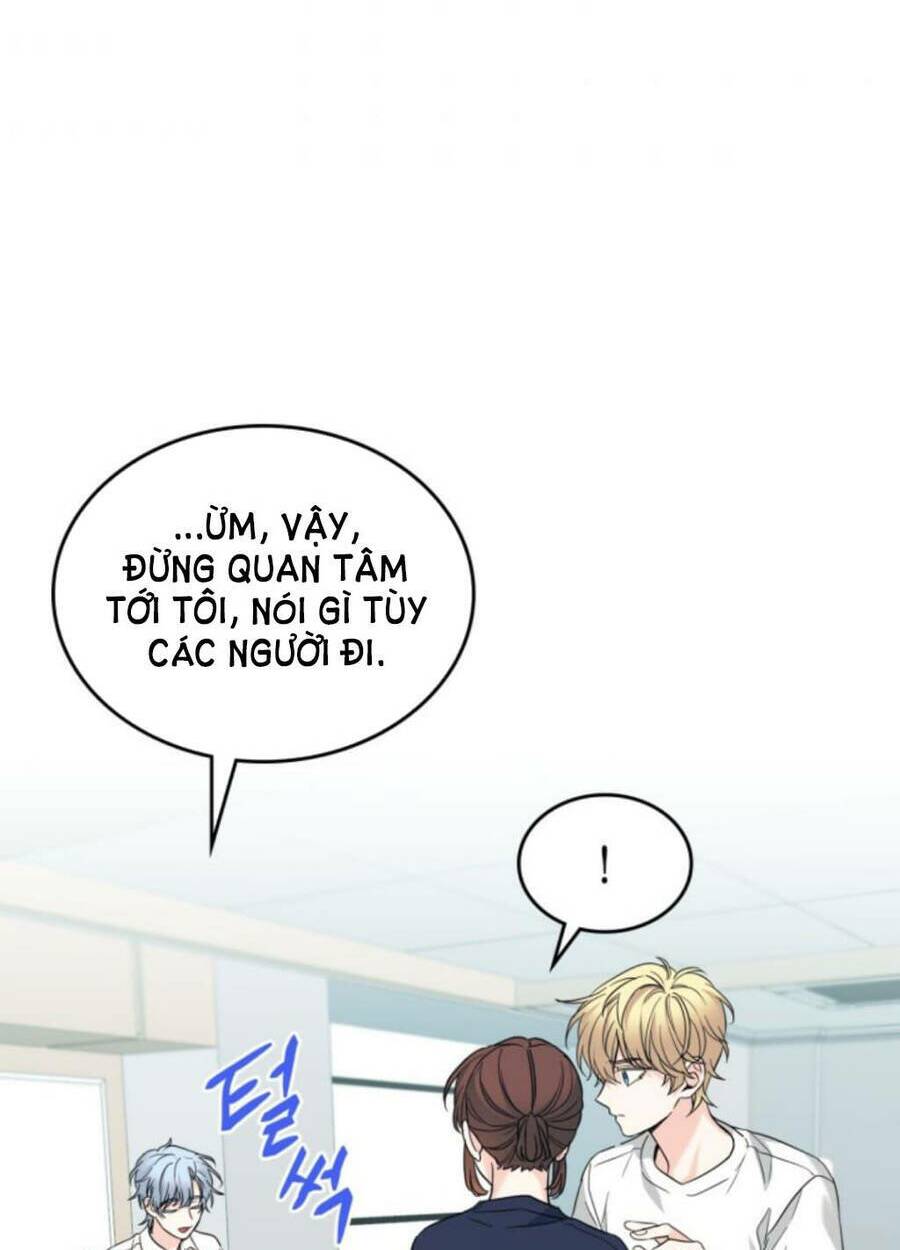 ...ỪM, VẬY,
ĐỪNG QUAN TÂM
TỚI TÔI, NÓI GÌ TÙY
CÁC NGƯỜI ĐI.
!
털
썩